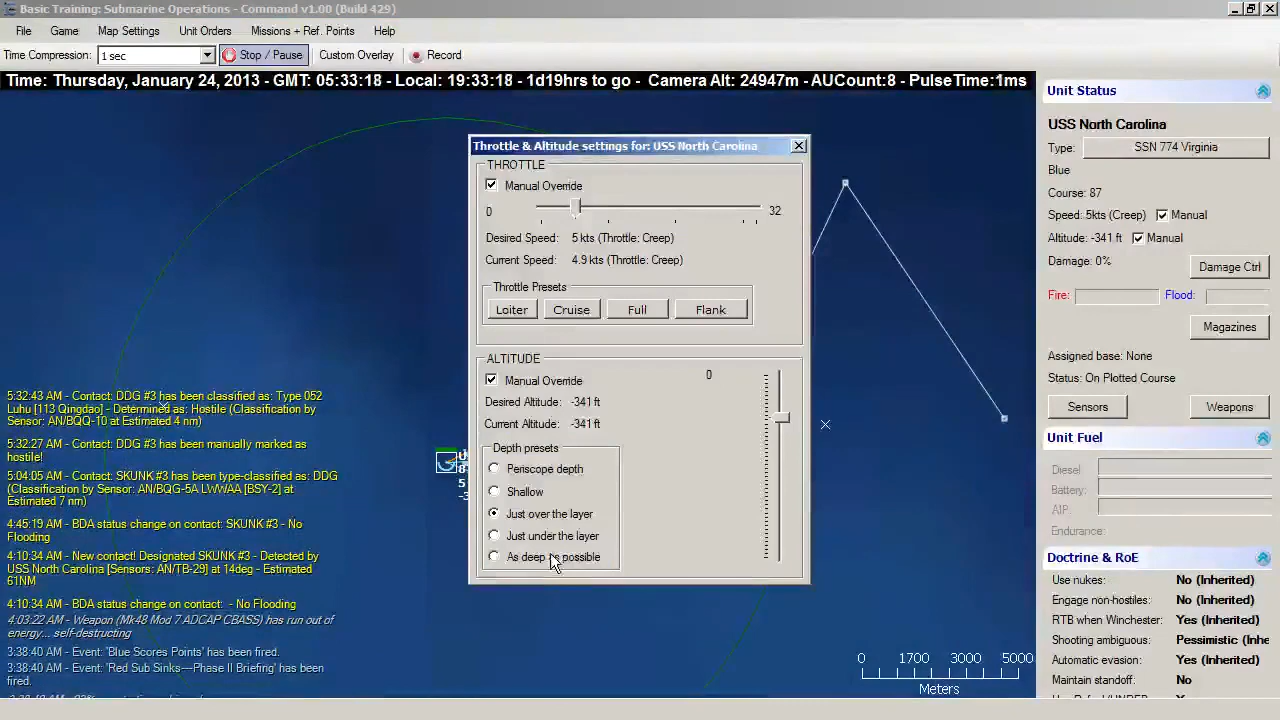 Basic Training: Submarine Operations - Command v1.00 (Build 429)
File Game Map Settings Unit Orders Missions + Ref. Points Help
Time Compression: 1 sec Stop / Pause Custom Overlay Record
Time: Thursday, January 24, 2013 - GMT: 05:33:18 - Local: 19:33:18 - 1d19hrs to go - Camera Alt: 24947m - AUCount:8 - PulseTime:1ms
Throttle & Altitude settings for: USS North Carolina
THROTTLE
Manual Override
0 32
Desired Speed: 5 kts (Throttle: Creep)
Current Speed: 4.9 kts (Throttle: Creep)
Throttle Presets
Loiter Cruise Full Flank
ALTITUDE
Manual Override
0
Desired Altitude: -341 ft
Current Altitude: -341 ft
Depth presets
Periscope depth
Shallow
Just over the layer
Just under the layer
As deep as possible
5:32:43 AM - Contact: DDG #3 has been classified as: Type 052
Luhu [113 Qingdao] - Determined as: Hostile (Classification by
Sensor: AN/BQQ-10 at Estimated 4 nm)
5:32:27 AM - Contact: DDG #3 has been manually marked as
hostile!
5:04:05 AM - Contact: SKUNK #3 has been type-classified as: DDG
(Classification by Sensor: AN/BQG-5A LWWAA [BSY-2] at
Estimated 7 nm)
4:45:19 AM - BDA status change on contact: SKUNK #3 - No
Flooding
4:10:34 AM - New contact! Designated SKUNK #3 - Detected by
USS North Carolina [Sensors: AN/TB-29] at 14deg - Estimated
61NM
4:10:34 AM - BDA status change on contact: - No Flooding
4:03:22 AM - Weapon (Mk48 Mod 7 ADCAP CBASS) has run out of
energy... self-destructing
3:38:40 AM - Event: 'Blue Scores Points' has been fired.
3:38:40 AM - Event: 'Red Sub Sinks---Phase II Briefing' has been
fired.
0 1700 3000 5000
Meters
Unit Status
USS North Carolina
Type: SSN 774 Virginia
Blue
Course: 87
Speed: 5kts (Creep) Manual
Altitude: -341 ft Manual
Damage: 0%
Damage Ctrl
Fire: Flood:
Magazines
Assigned base: None
Status: On Plotted Course
Sensors Weapons
Unit Fuel
Diesel:
Battery:
AIP:
Endurance:
Doctrine & RoE
Use nukes: No (Inherited)
Engage non-hostiles: No (Inherited)
RTB when Winchester: Yes (Inherited)
Shooting ambiguous: Pessimistic (Inhe
Automatic evasion: Yes (Inherited)
Maintain standoff: No